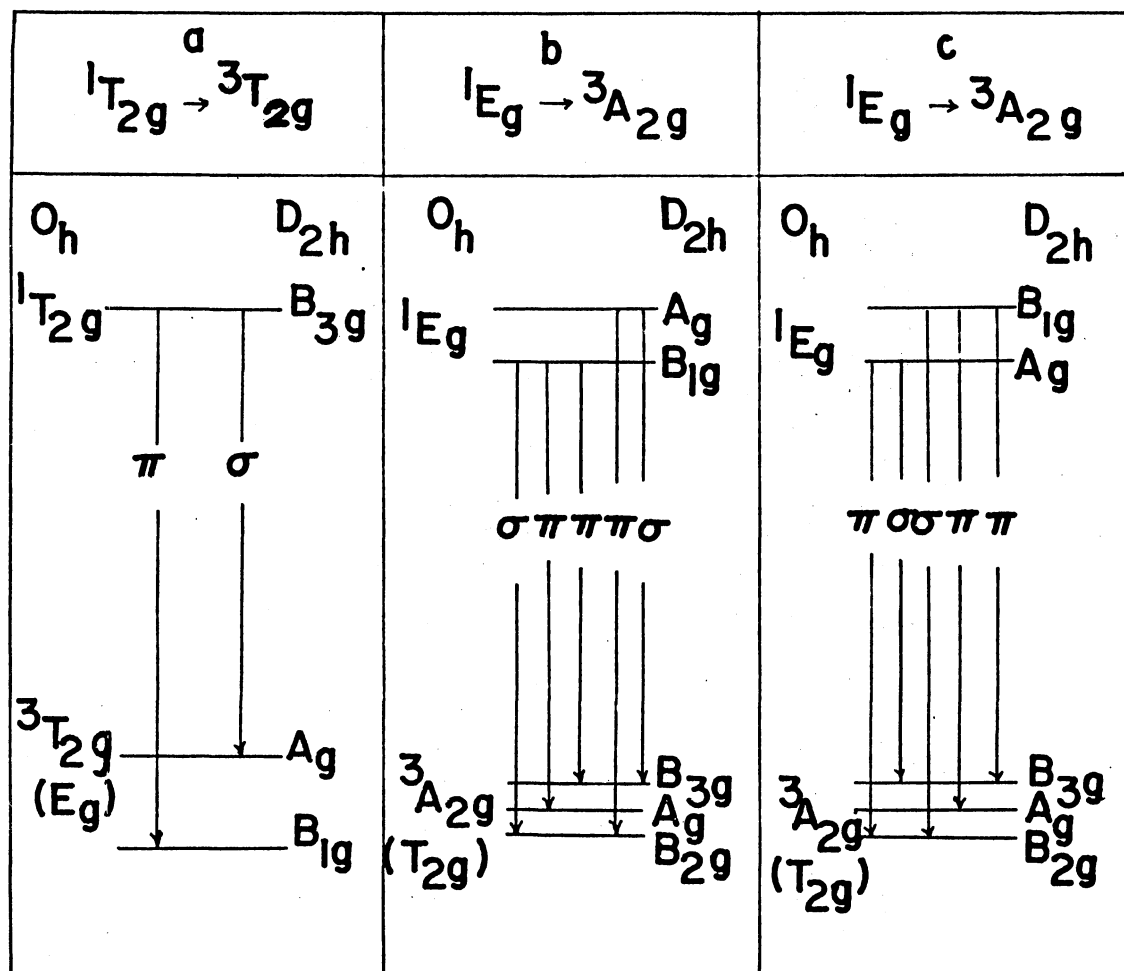 a
¹T₂g → ³T₂g
b
¹Eg → ³A₂g
c
¹Eg → ³A₂g
Oh D₂h
¹T₂g B₃g
π σ
³T₂g Ag
(Eg)
B₁g
Oh D₂h
¹Eg Ag
B₁g
σ π π π σ
³A₂g B₃g
Ag
(T₂g) B₂g
Oh D₂h
¹Eg B₁g
Ag
π σ σ π π
³A₂g B₃g
Ag
(T₂g) B₂g